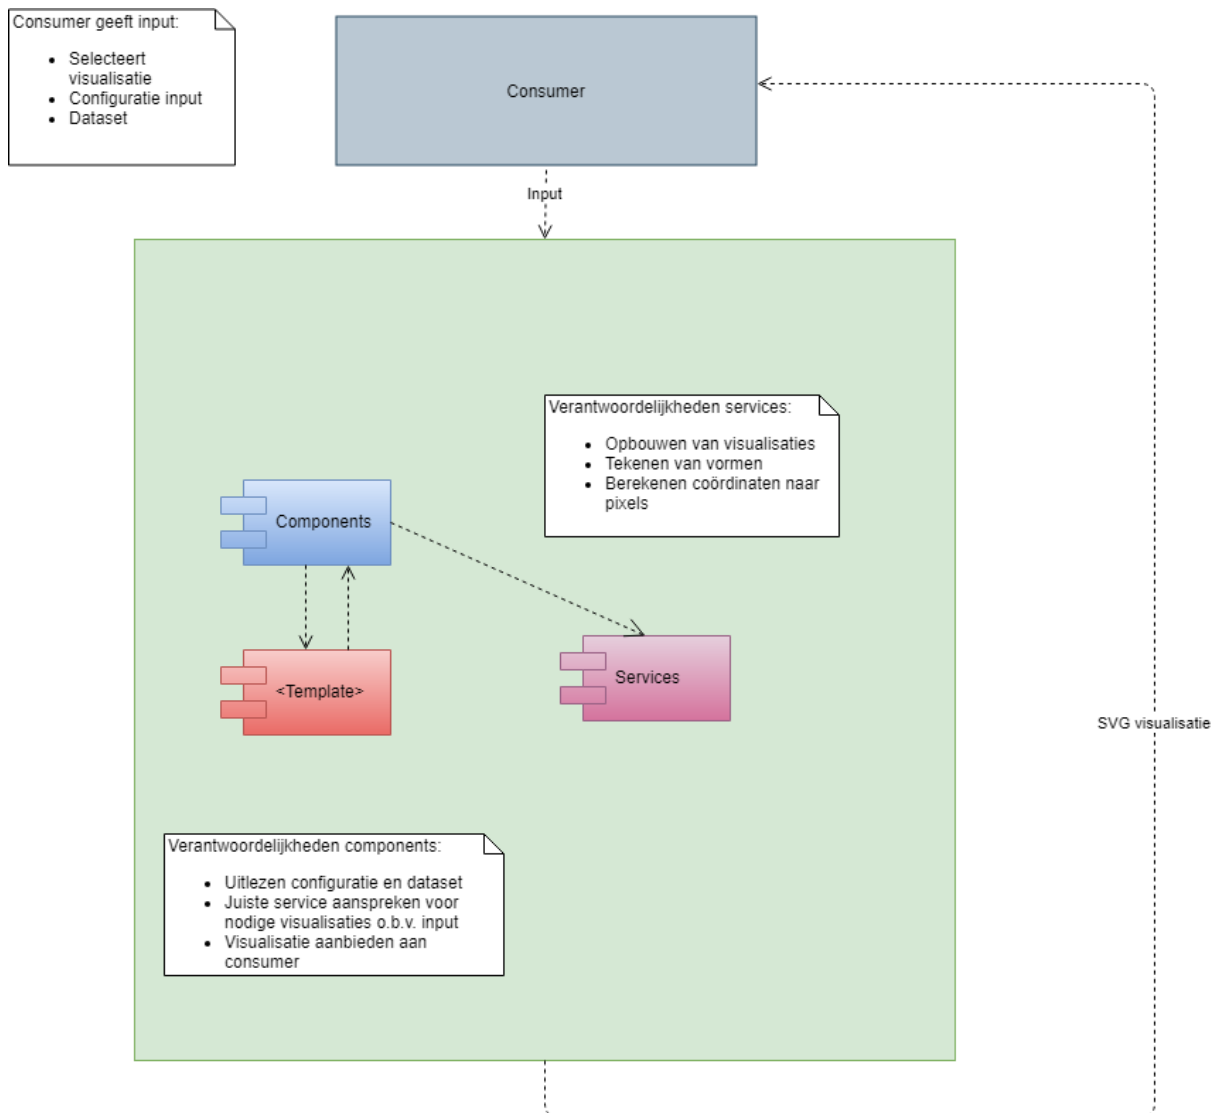 Consumer geeft input:
Selecteert
visualisatie
Configuratie input
Dataset
Consumer
Input
Verantwoordelijkheden services:
Opbouwen van visualisaties
Tekenen van vormen
Berekenen coördinaten naar
pixels
Components
<Template>
Services
SVG visualisatie
Verantwoordelijkheden components:
Uitlezen configuratie en dataset
Juiste service aanspreken voor
nodige visualisaties o.b.v. input
Visualisatie aanbieden aan
consumer